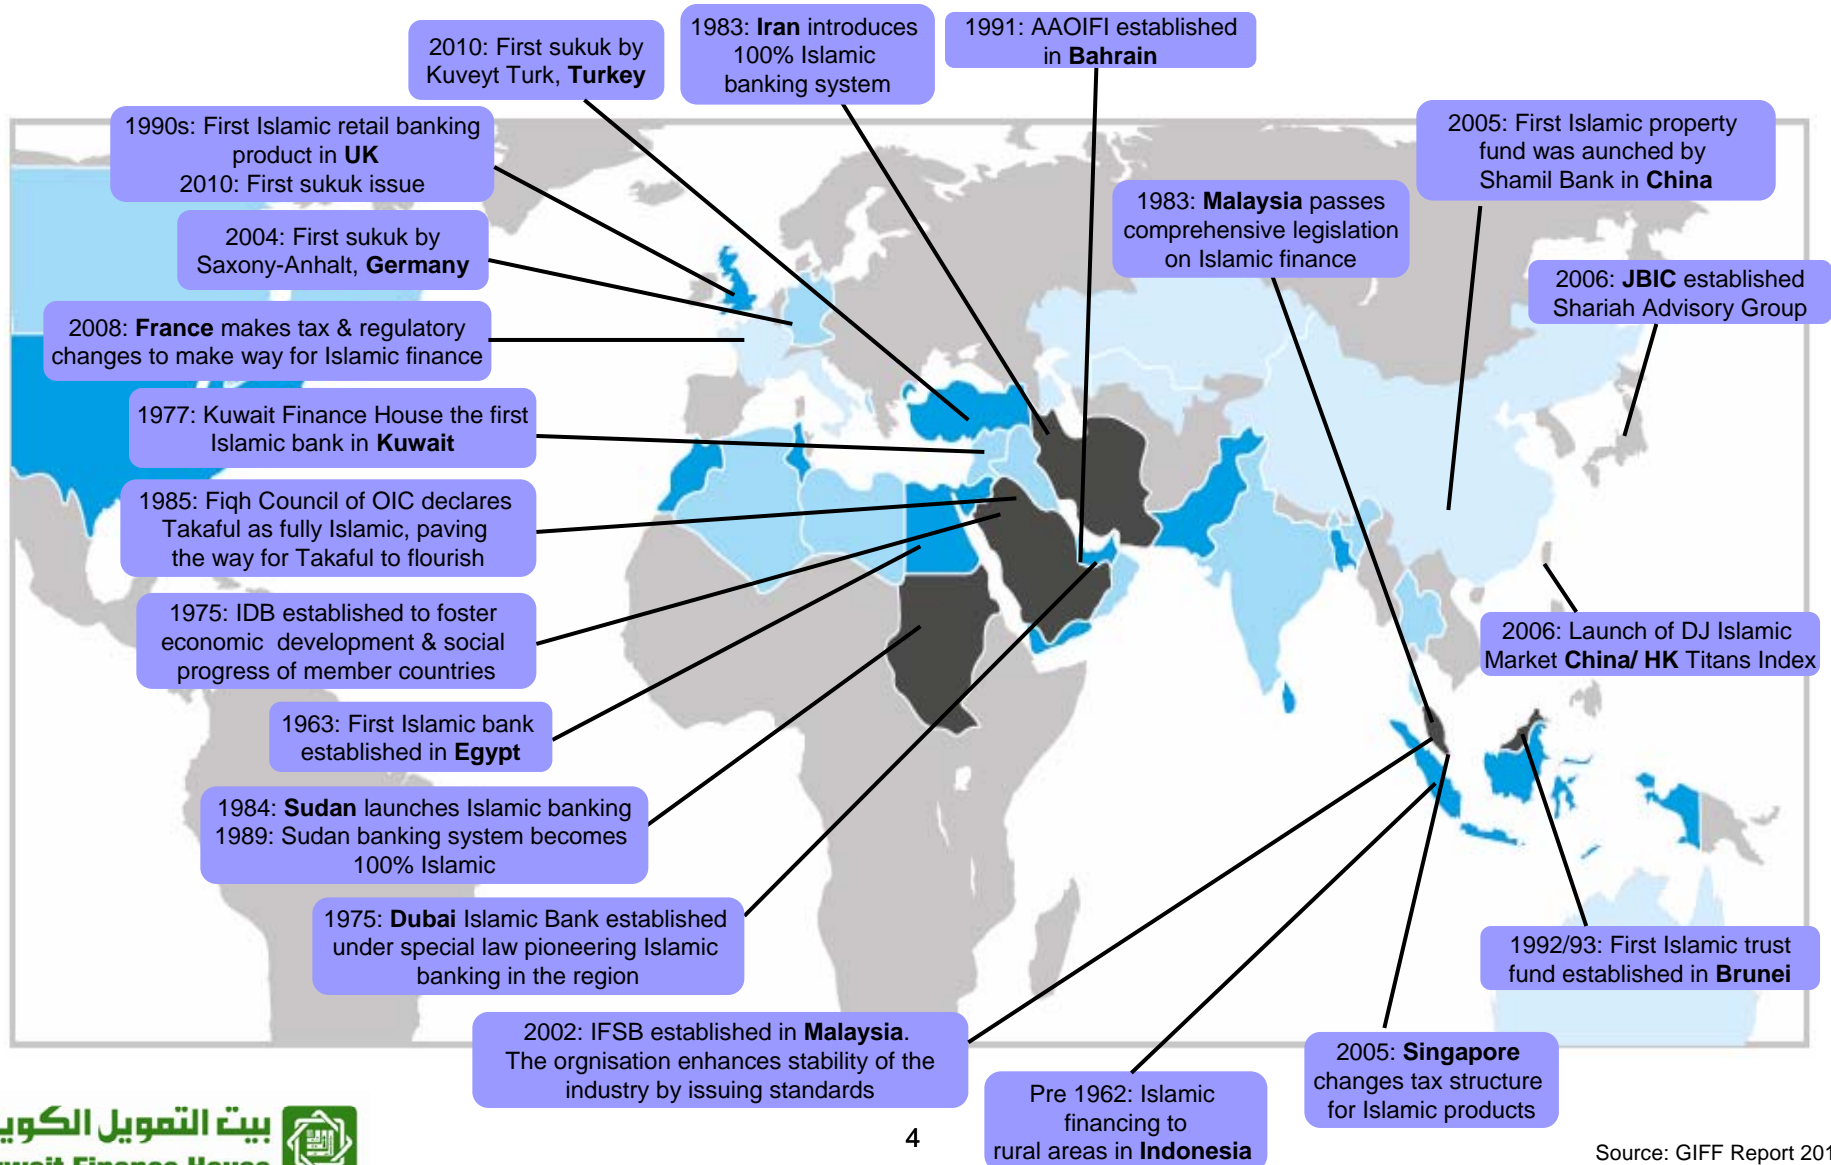 2010: First sukuk by
Kuveyt Turk, Turkey
1983: Iran introduces
100% Islamic
banking system
1991: AAOIFI established
in Bahrain
1990s: First Islamic retail banking
product in UK
2010: First sukuk issue
2005: First Islamic property
fund was aunched by
Shamil Bank in China
1983: Malaysia passes
comprehensive legislation
on Islamic finance
2004: First sukuk by
Saxony-Anhalt, Germany
2006: JBIC established
Shariah Advisory Group
2008: France makes tax & regulatory
changes to make way for Islamic finance
1977: Kuwait Finance House the first
Islamic bank in Kuwait
1985: Fiqh Council of OIC declares
Takaful as fully Islamic, paving
the way for Takaful to flourish
1975: IDB established to foster
economic development & social
progress of member countries
2006: Launch of DJ Islamic
Market China/ HK Titans Index
1963: First Islamic bank
established in Egypt
1984: Sudan launches Islamic banking
1989: Sudan banking system becomes
100% Islamic
1975: Dubai Islamic Bank established
under special law pioneering Islamic
banking in the region
1992/93: First Islamic trust
fund established in Brunei
2002: IFSB established in Malaysia.
The orgnisation enhances stability of the
industry by issuing standards
2005: Singapore
changes tax structure
for Islamic products
Pre 1962: Islamic
financing to
rural areas in Indonesia
بيت التمويل الكوي
uwait Finance House
4
Source: GIFF Report 201